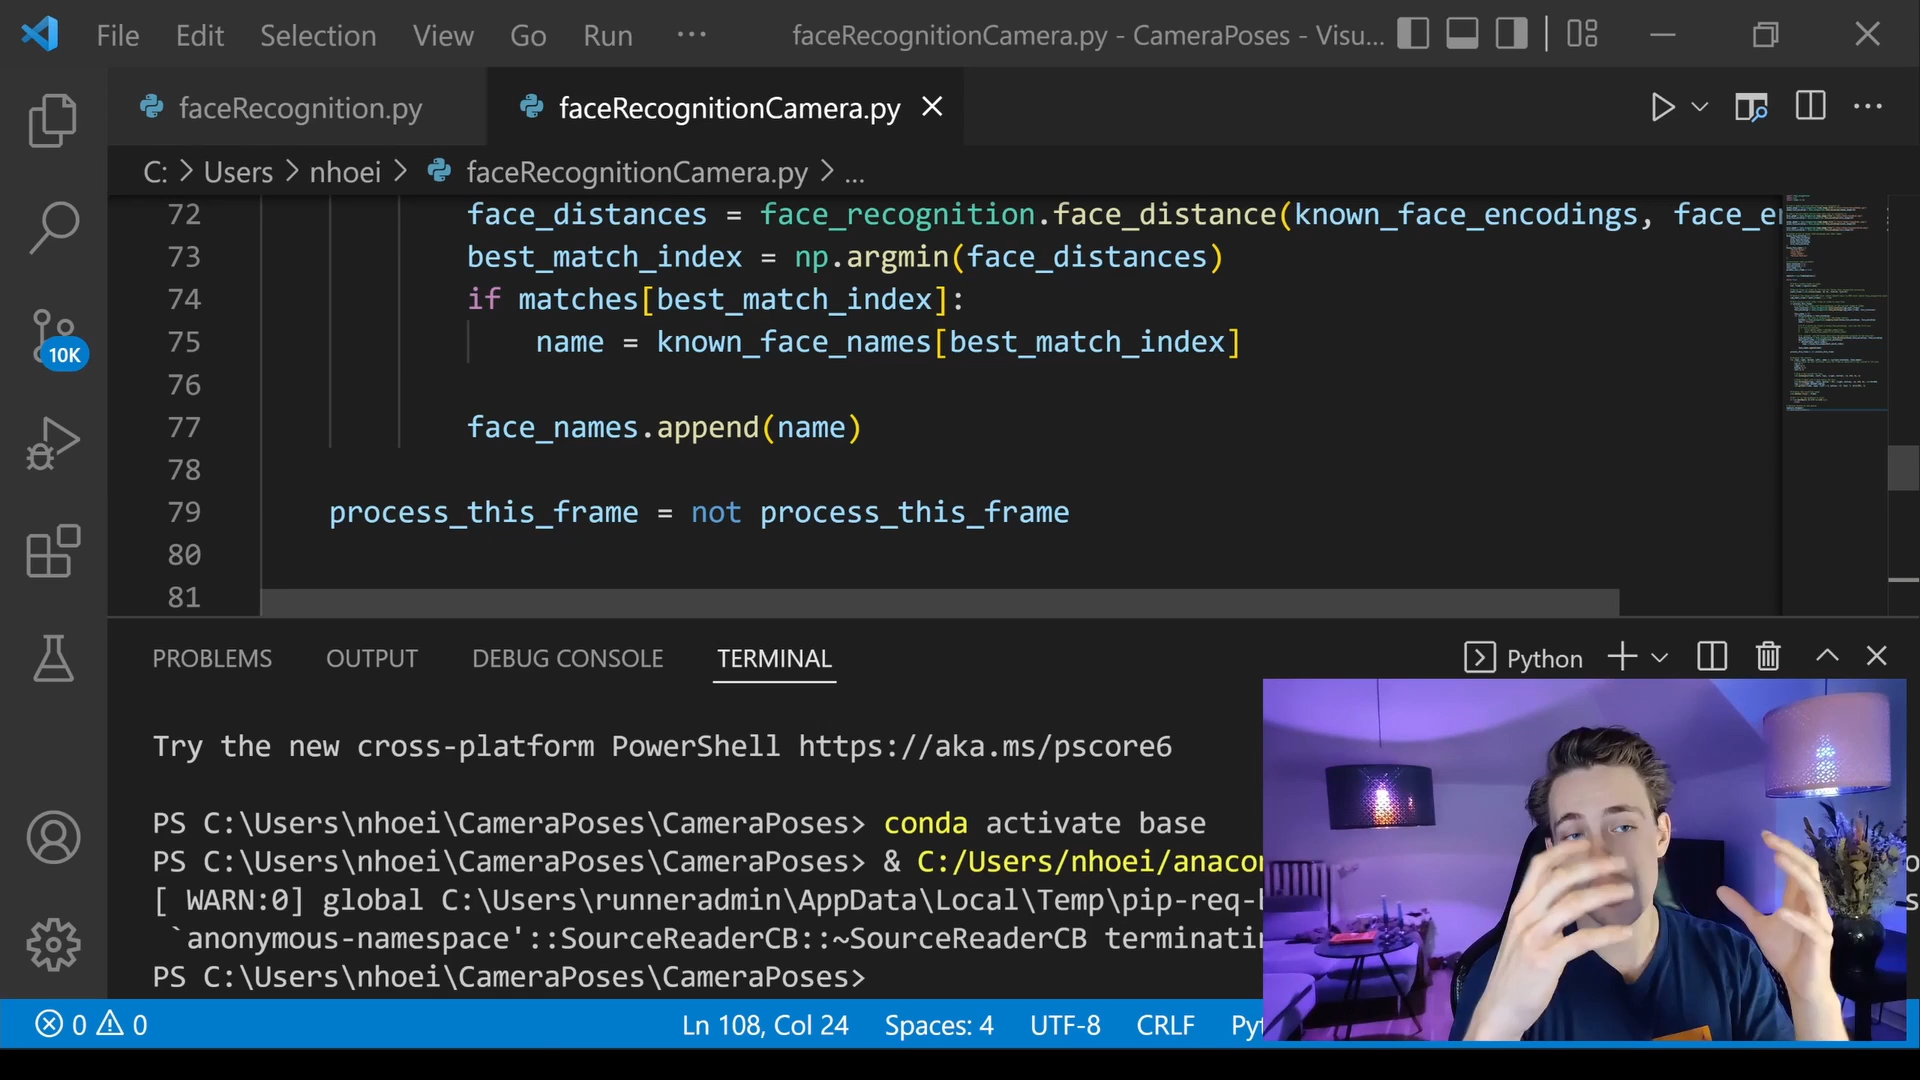 File Edit Selection View Go Run ··· faceRecognitionCamera.py - CameraPoses - Visu...
faceRecognition.py faceRecognitionCamera.py
C: > Users > nhoei > faceRecognitionCamera.py > ...
72 face_distances = face_recognition.face_distance(known_face_encodings, face_en
73 best_match_index = np.argmin(face_distances)
74 if matches[best_match_index]:
75 name = known_face_names[best_match_index]
76
77 face_names.append(name)
78
79 process_this_frame = not process_this_frame
80
81
10K
PROBLEMS OUTPUT DEBUG CONSOLE TERMINAL Python
Try the new cross-platform PowerShell https://aka.ms/pscore6
PS C:\Users\nhoei\CameraPoses\CameraPoses> conda activate base
PS C:\Users\nhoei\CameraPoses\CameraPoses> & C:/Users/nhoei/anaco
[ WARN:0] global C:\Users\runneradmin\AppData\Local\Temp\pip-req-
`anonymous-namespace'::SourceReaderCB::~SourceReaderCB terminati
PS C:\Users\nhoei\CameraPoses\CameraPoses>
0 0 Ln 108, Col 24 Spaces: 4 UTF-8 CRLF Py